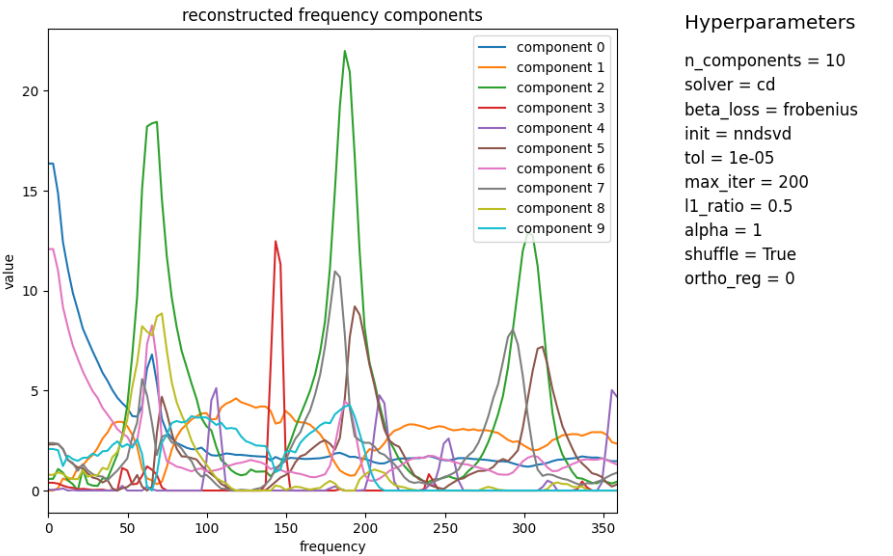 reconstructed frequency components
component 0
component 1
component 2
component 3
component 4
component 5
component 6
component 7
component 8
component 9
20
15
10
5
0
value
0 50 100 150 200 250 300 350
frequency
Hyperparameters
n_components = 10
solver = cd
beta_loss = frobenius
init = nndsvd
tol = 1e-05
max_iter = 200
l1_ratio = 0.5
alpha = 1
shuffle = True
ortho_reg = 0